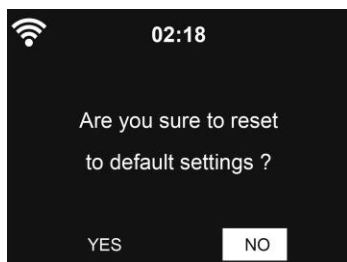 02:18
Are you sure to reset
to default settings ?
YES NO